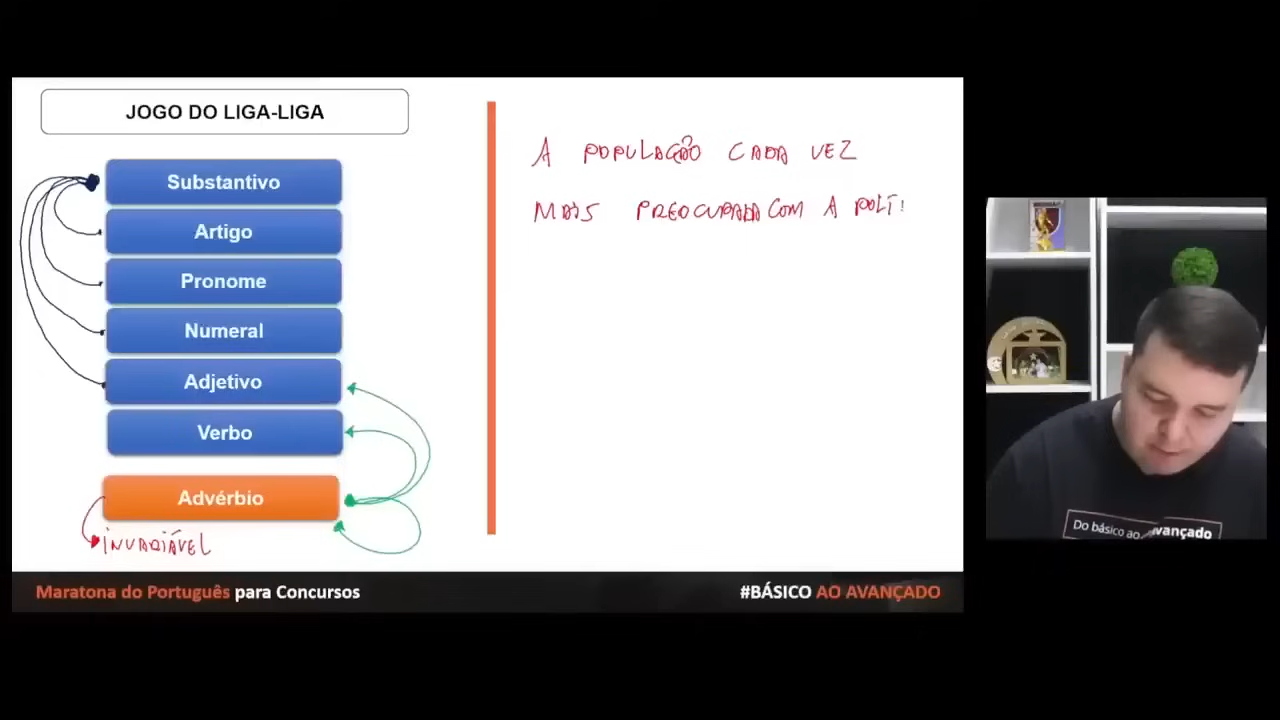 JOGO DO LIGA-LIGA
Substantivo
Artigo
Pronome
Numeral
Adjetivo
Verbo
Advérbio
INVARIÁVEL
A POPULAÇÃO CADA VEZ
MAIS PREOCUPADA COM A POLÍ
Maratona do Português para Concursos
#BÁSICO AO AVANÇADO
Do básico ao avançado